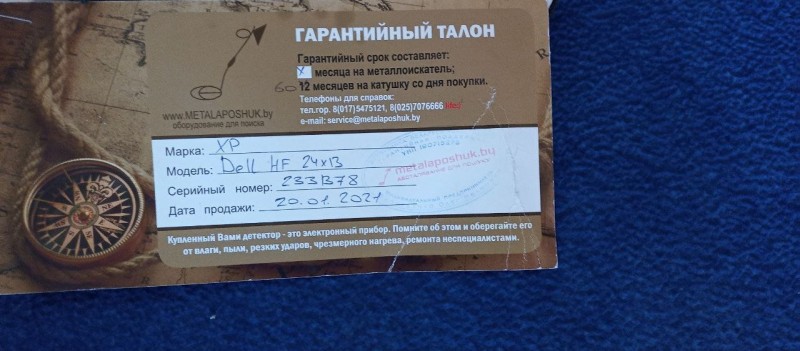 ГАРАНТИЙНЫЙ ТАЛОН
Гарантийный срок составляет:
X месяца на металлоискатель;
60 12 месяцев на катушку со дня покупки.
Телефоны для справок:
тел.гор. 8(017)5475121, 8(025)7076666
e-mail: service@metalaposhuk.by
www.METALAPOSHUK.by
оборудование для поиска
Марка: XP
Модель: Dell HF 24x13
Серийный номер: 233B78
Дата продажи: 20.01.2021
metalaposhuk.by
Купленный Вами детектор - это электронный прибор. Помните об этом и оберегайте его
от влаги, пыли, резких ударов, чрезмерного нагрева, ремонта неспециалистами.